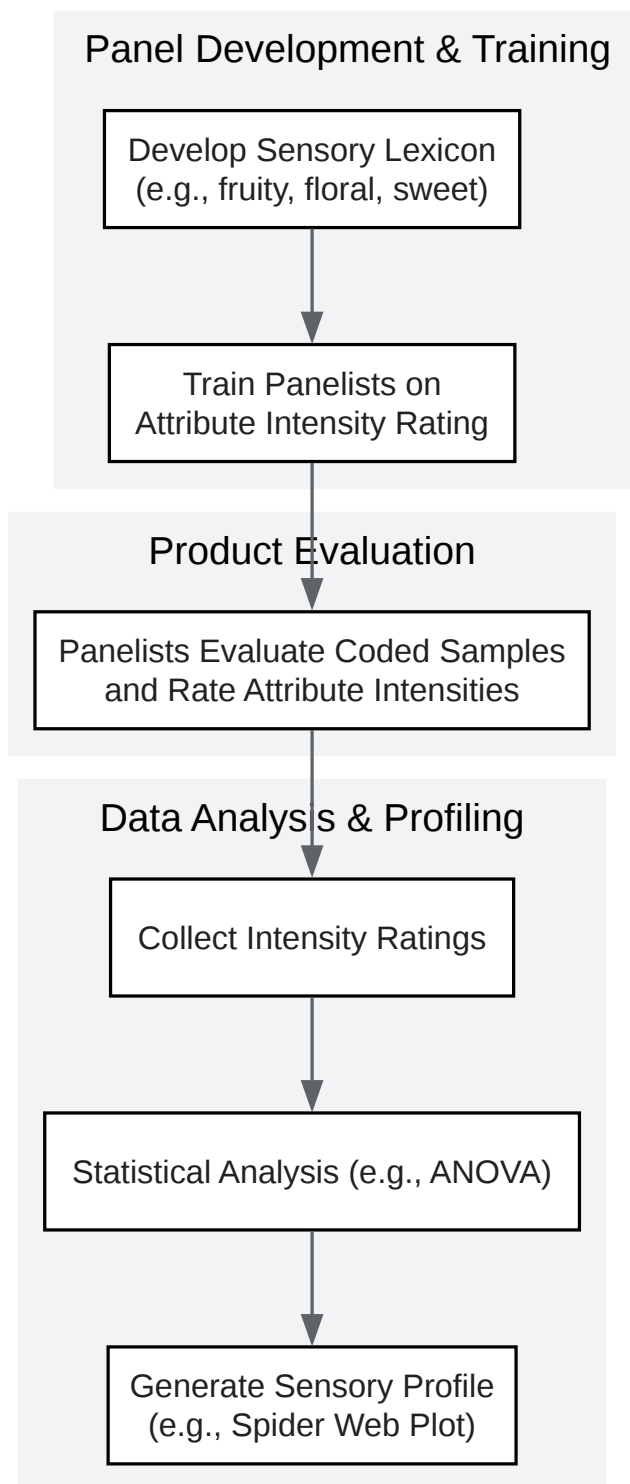 Panel Development & Training
Develop Sensory Lexicon
(e.g., fruity, floral, sweet)
Train Panelists on
Attribute Intensity Rating
Product Evaluation
Panelists Evaluate Coded Samples
and Rate Attribute Intensities
Data Analysis & Profiling
Collect Intensity Ratings
Statistical Analysis (e.g., ANOVA)
Generate Sensory Profile
(e.g., Spider Web Plot)